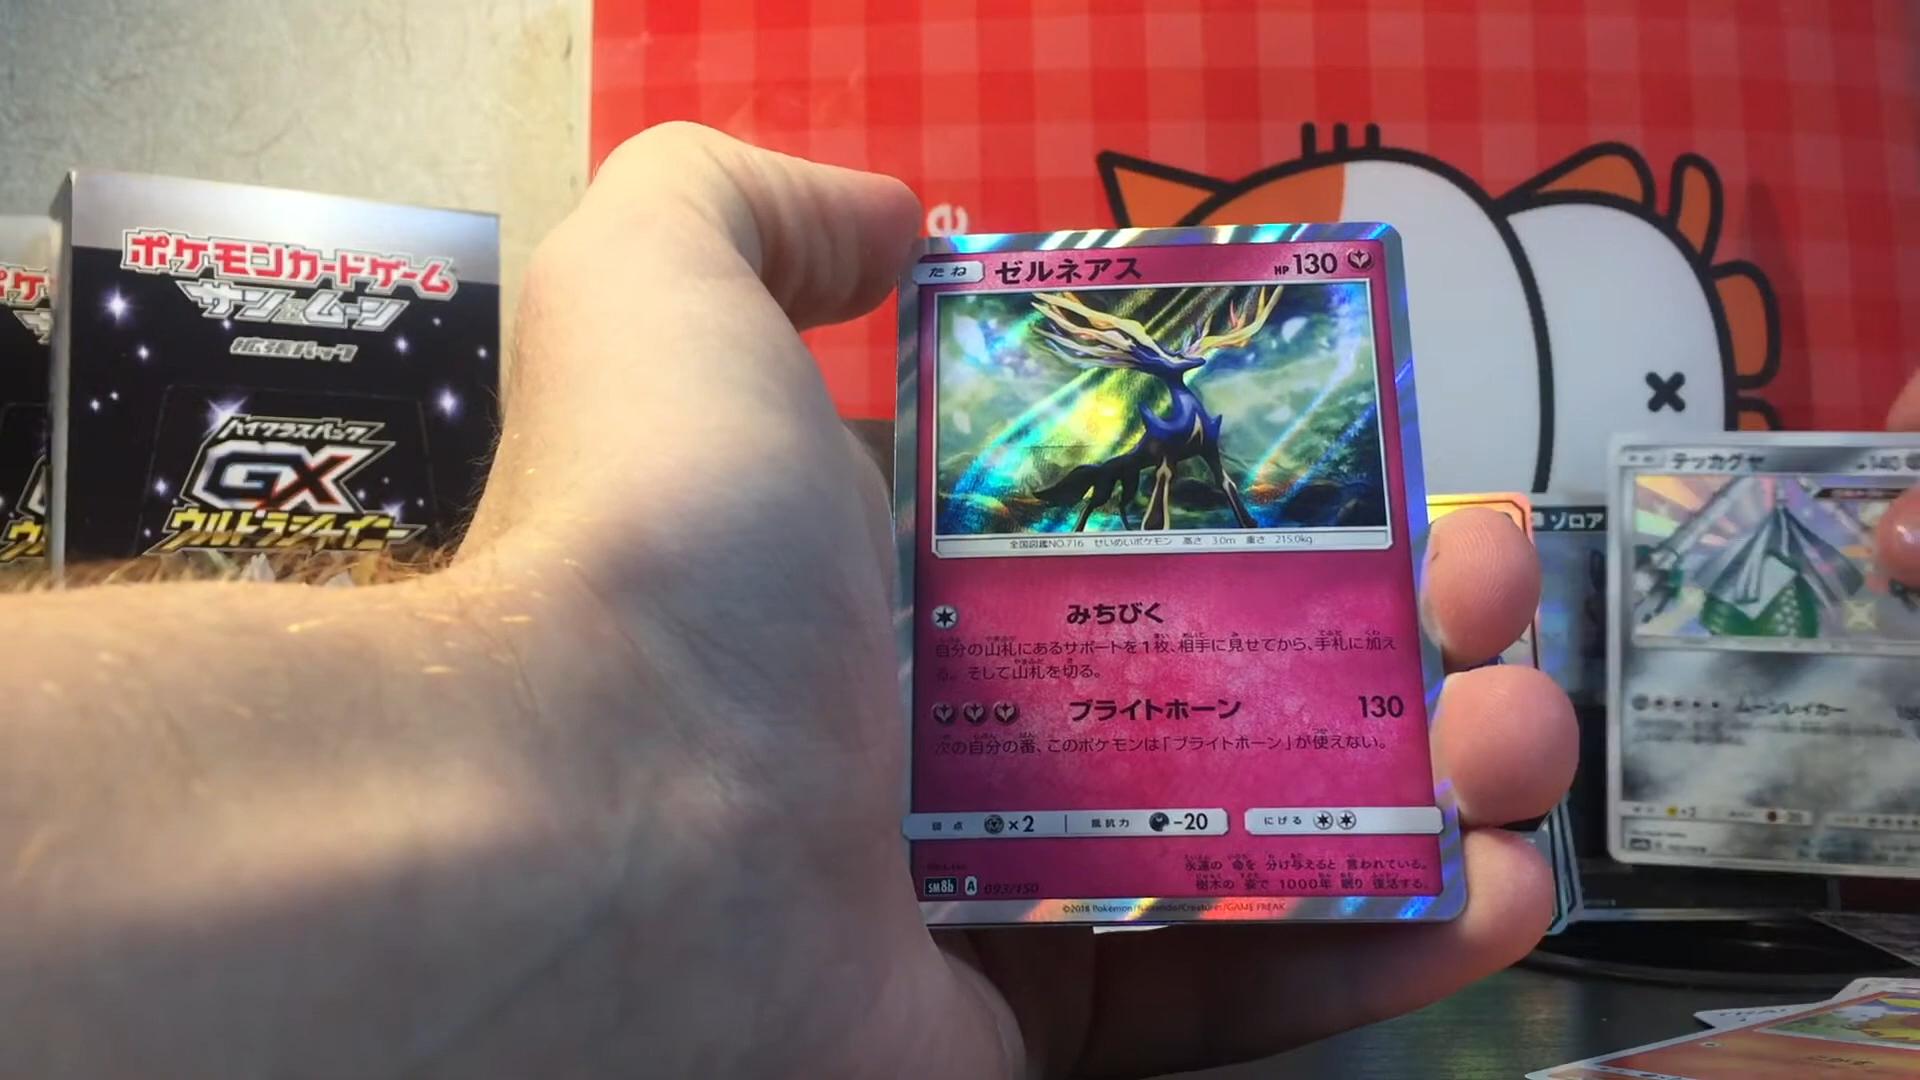 ポケモンカードゲーム
サン&ムーン
拡張パック
ハイクラスパック
GX
ウルトラシャイニー
ポケ
e
たね ゼルネアス HP 130
全国図鑑NO.716 せいめいポケモン 高さ 3.0m 重さ 215.0kg
みちびく
自分の山札にあるサポートを1枚、相手に見せてから、手札に加え
る。そして山札を切る。
ブライトホーン 130
次の自分の番、このポケモンは「ブライトホーン」が使えない。
弱点 ×2 抵抗力 -20 にげる
永遠の 命を 分け与えると 言われている。
樹木の 姿で 1000年 眠り 復活する。
SM8b A 093/150
©2018 Pokémon/Nintendo/Creatures/GAME FREAK
ゾロア
テッカグヤ 140
ムーンレイカー